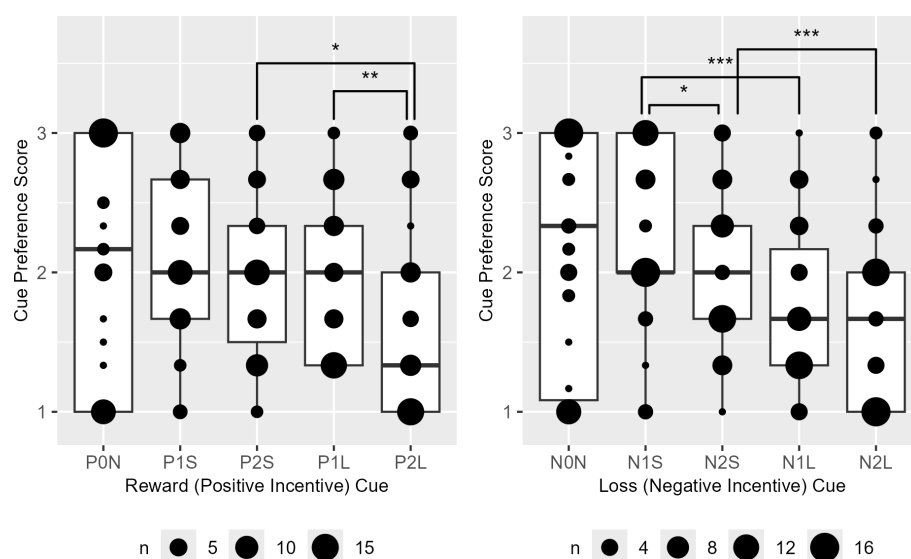 *
**
***
***
*
Cue Preference Score
3
2
1
P0N P1S P2S P1L P2L
Reward (Positive Incentive) Cue
n 5 10 15
Cue Preference Score
3
2
1
N0N N1S N2S N1L N2L
Loss (Negative Incentive) Cue
n 4 8 12 16